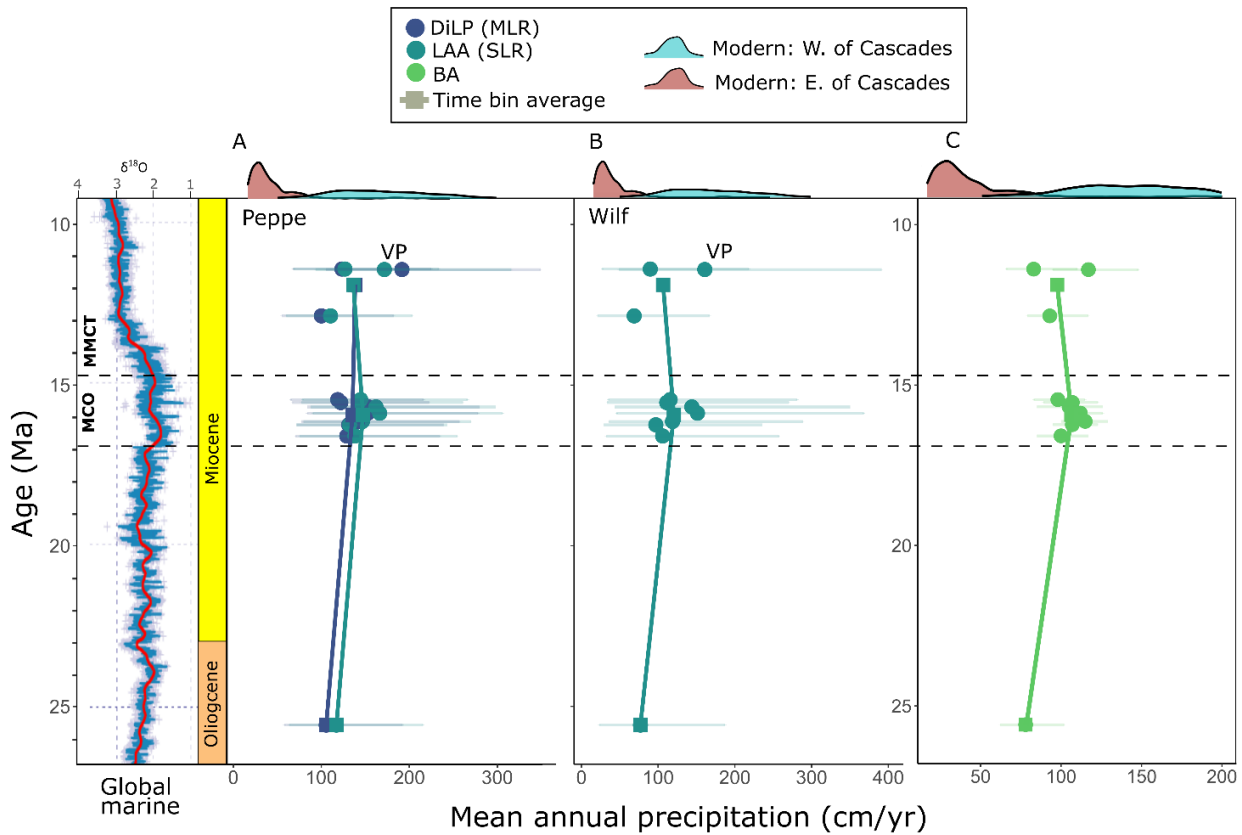 DiLP (MLR)
LAA (SLR)
BA
Time bin average
Modern: W. of Cascades
Modern: E. of Cascades
A
B
C
δ18O
4 3 2 1
Peppe
Wilf
VP
VP
10
15
20
25
10
15
20
25
Age (Ma)
MMCT
MCO
Miocene
Oliogcene
0 100 200 300
0 100 200 300 400
50 100 150 200
Global
marine
Mean annual precipitation (cm/yr)